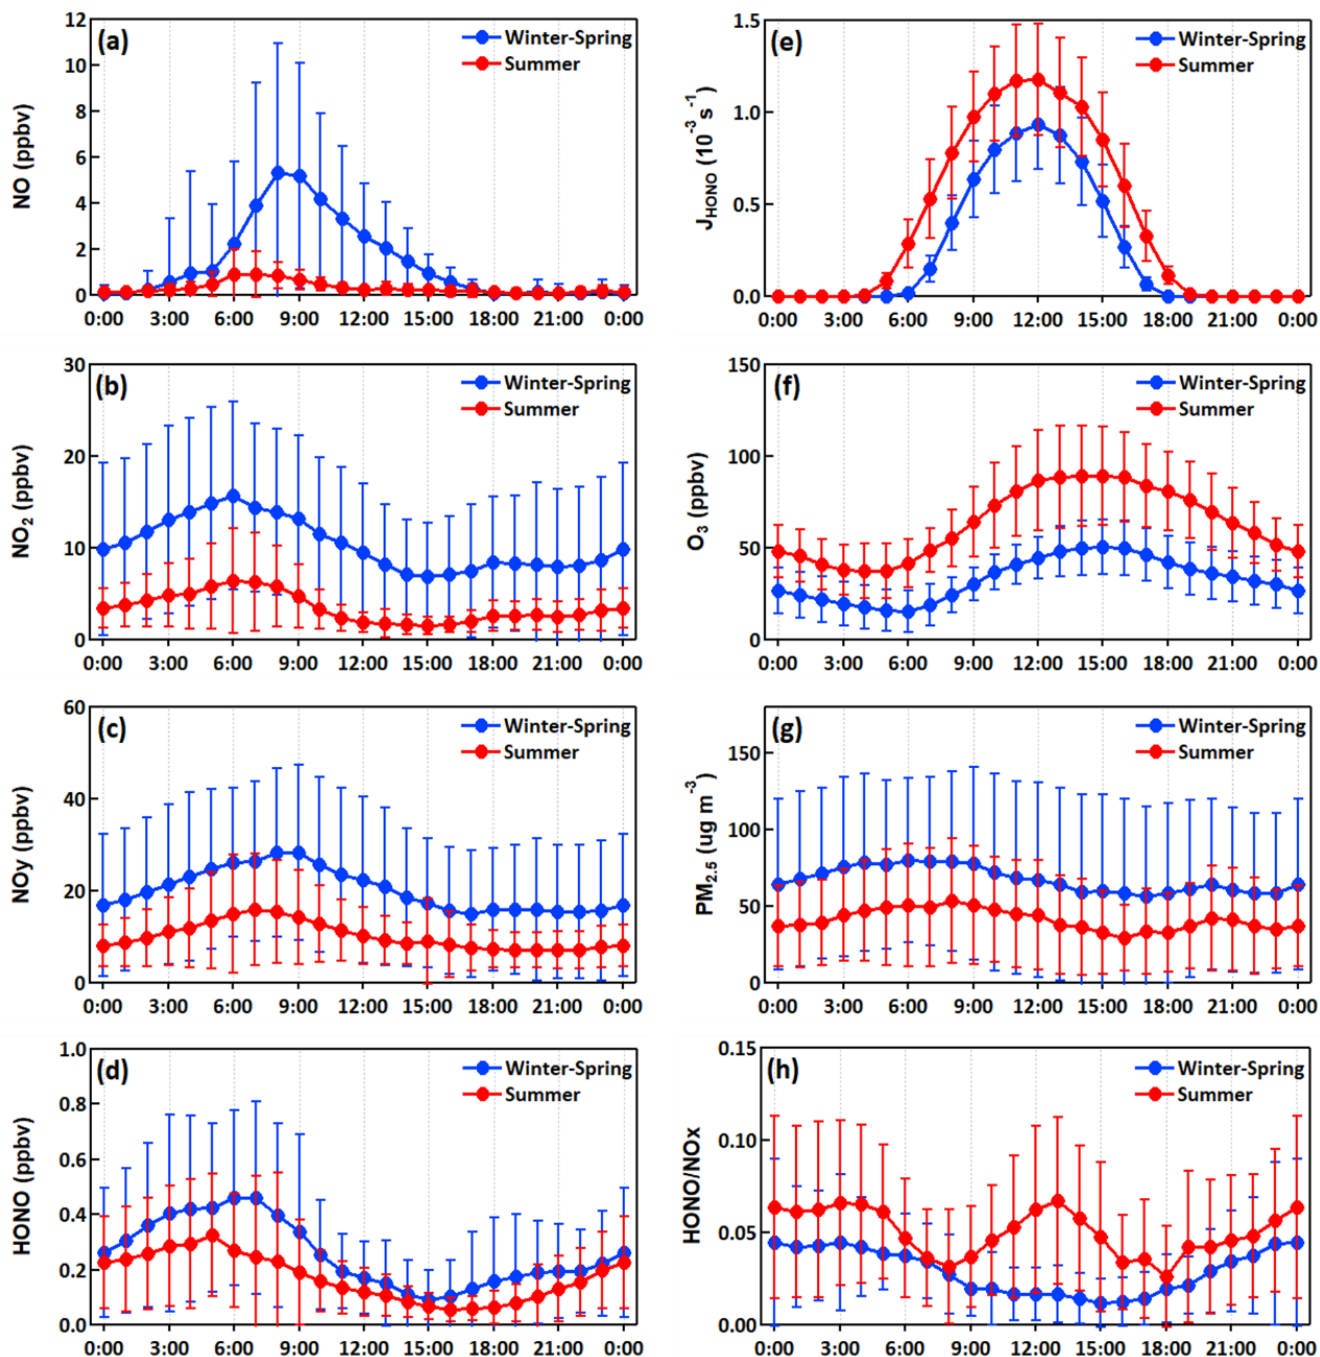 (a)
Winter-Spring
Summer
NO (ppbv)
12
10
8
6
4
2
0
0:00 3:00 6:00 9:00 12:00 15:00 18:00 21:00 0:00
(e)
Winter-Spring
Summer
J_HONO (10^-3 s^-1)
1.5
1.0
0.5
0.0
0:00 3:00 6:00 9:00 12:00 15:00 18:00 21:00 0:00
(b)
Winter-Spring
Summer
NO2 (ppbv)
30
20
10
0
0:00 3:00 6:00 9:00 12:00 15:00 18:00 21:00 0:00
(f)
Winter-Spring
Summer
O3 (ppbv)
150
100
50
0
0:00 3:00 6:00 9:00 12:00 15:00 18:00 21:00 0:00
(c)
Winter-Spring
Summer
NOy (ppbv)
60
40
20
0
0:00 3:00 6:00 9:00 12:00 15:00 18:00 21:00 0:00
(g)
Winter-Spring
Summer
PM2.5 (ug m^-3)
150
100
50
0
0:00 3:00 6:00 9:00 12:00 15:00 18:00 21:00 0:00
(d)
Winter-Spring
Summer
HONO (ppbv)
1.0
0.8
0.6
0.4
0.2
0.0
0:00 3:00 6:00 9:00 12:00 15:00 18:00 21:00 0:00
(h)
Winter-Spring
Summer
HONO/NOx
0.15
0.10
0.05
0.00
0:00 3:00 6:00 9:00 12:00 15:00 18:00 21:00 0:00